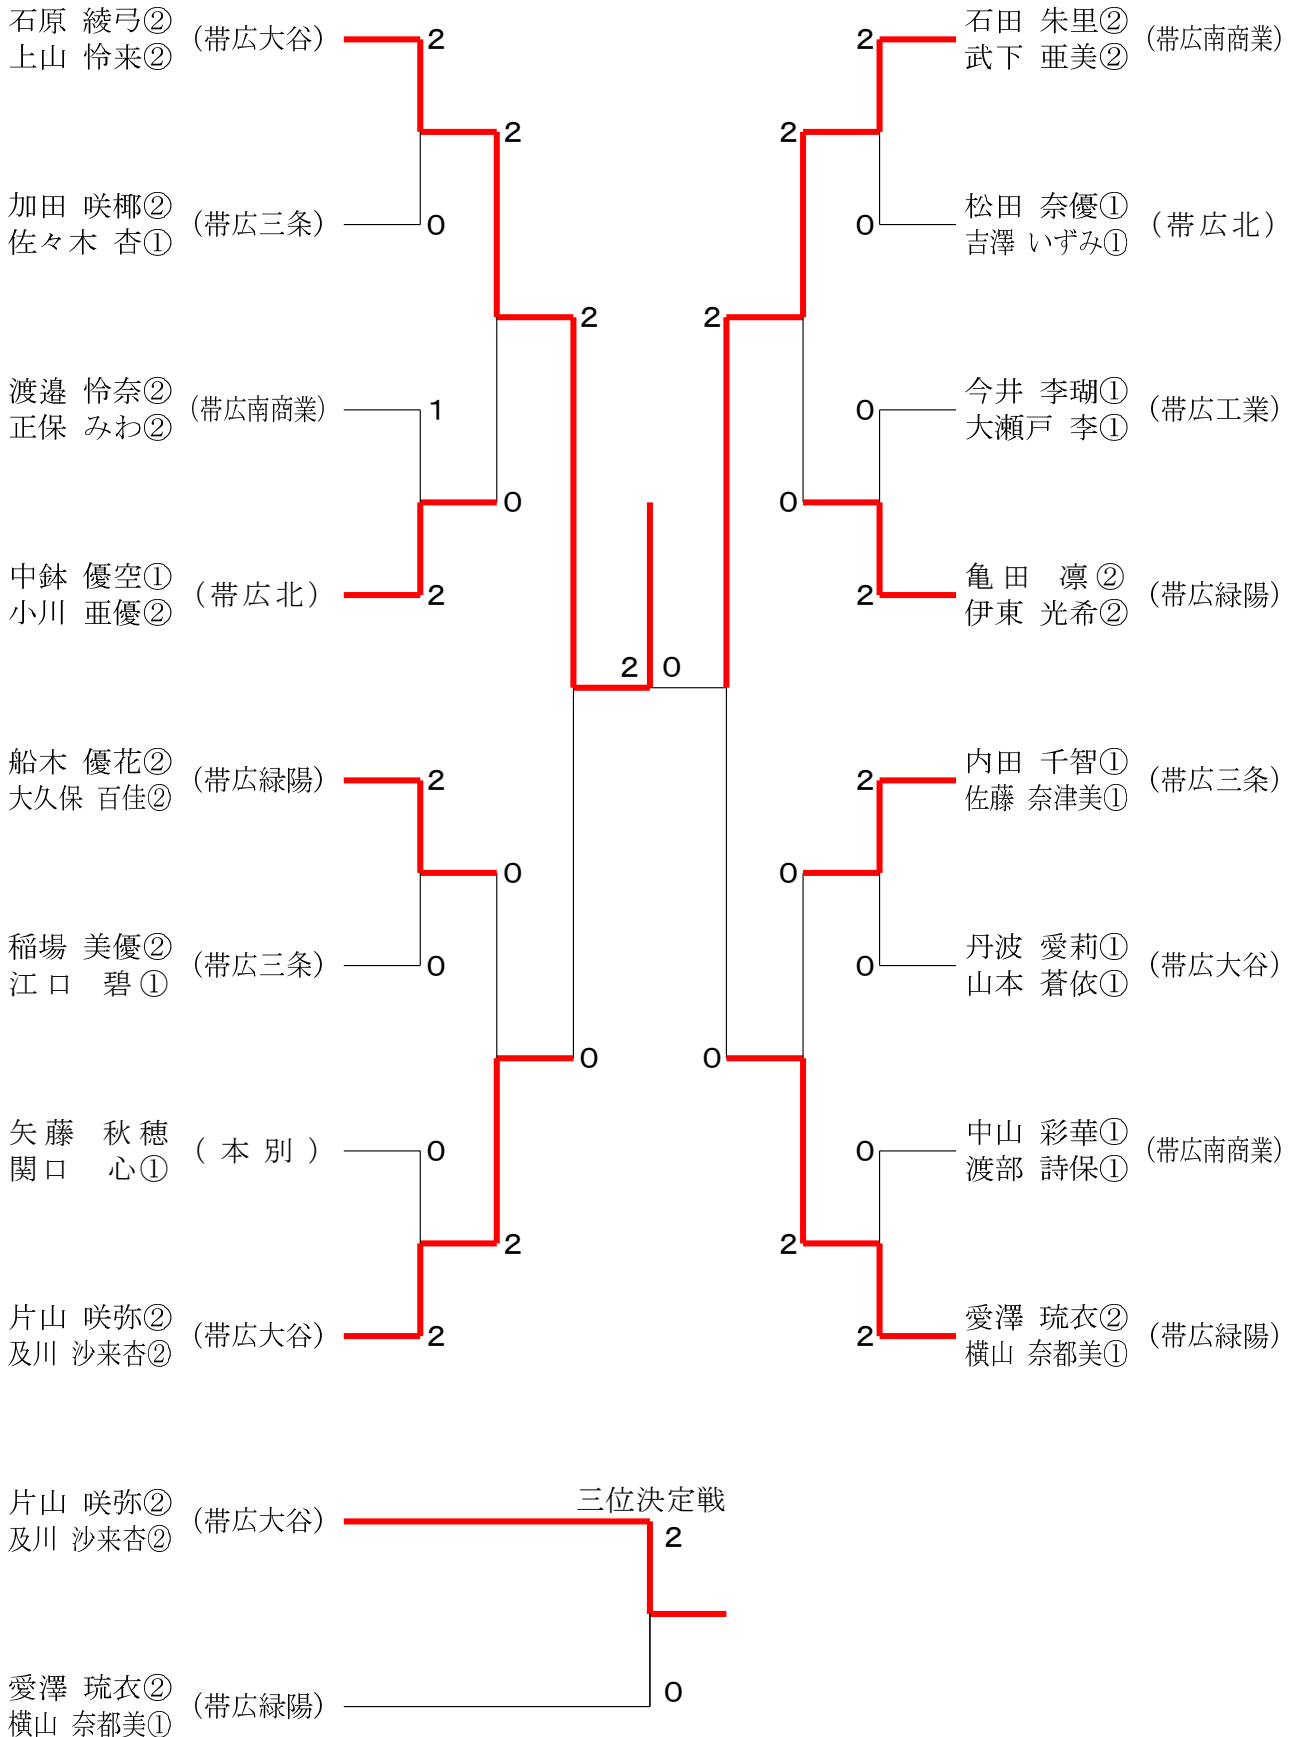 石原 綾弓②
上山 怜来②
(帯広大谷)
2
2
加田 咲椰②
佐々木 杏①
(帯広三条)
0
2
渡邉 怜奈②
正保 みわ②
(帯広南商業)
1
0
中鉢 優空①
小川 亜優②
(帯広北)
2
船木 優花②
大久保 百佳②
(帯広緑陽)
2
0
稲場 美優②
江口 碧①
(帯広三条)
0
0
矢藤 秋穂
関口 心①
(本別)
0
2
片山 咲弥②
及川 沙来杏②
(帯広大谷)
2
2 0
石田 朱里②
武下 亜美②
(帯広南商業)
2
2
松田 奈優①
吉澤 いずみ①
(帯広北)
0
2
今井 李瑚①
大瀬戸 李①
(帯広工業)
0
0
亀田 凛②
伊東 光希②
(帯広緑陽)
2
内田 千智①
佐藤 奈津美①
(帯広三条)
2
0
丹波 愛莉①
山本 蒼依①
(帯広大谷)
0
0
中山 彩華①
渡部 詩保①
(帯広南商業)
0
2
愛澤 琉衣②
横山 奈都美①
(帯広緑陽)
2
三位決定戦
片山 咲弥②
及川 沙来杏②
(帯広大谷)
2
愛澤 琉衣②
横山 奈都美①
(帯広緑陽)
0